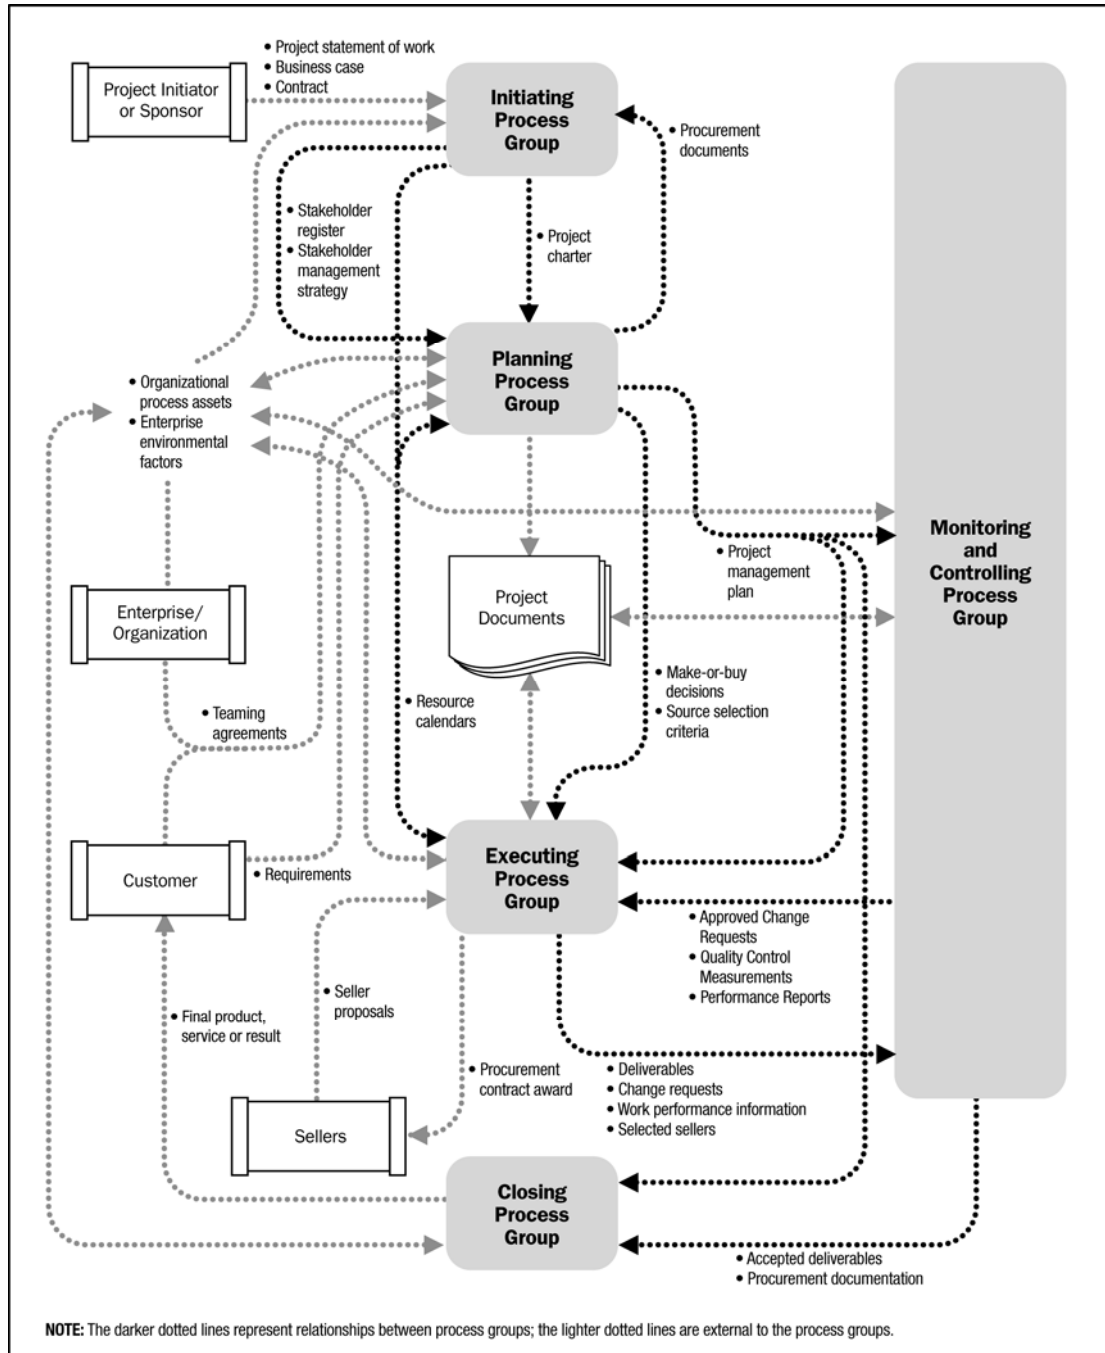 • Project statement of work
• Business case
• Contract
Project Initiator
or Sponsor
Initiating
Process
Group
• Procurement
documents
• Stakeholder
register
• Stakeholder
management
strategy
• Project
charter
Planning
Process
Group
• Organizational
process assets
• Enterprise
environmental
factors
Monitoring
and
Controlling
Process
Group
• Project
management
plan
Project
Documents
Enterprise/
Organization
• Make-or-buy
decisions
• Source selection
criteria
• Resource
calendars
• Teaming
agreements
Executing
Process
Group
Customer
• Requirements
• Approved Change
Requests
• Quality Control
Measurements
• Performance Reports
• Seller
proposals
• Final product,
service or result
• Procurement
contract award
• Deliverables
• Change requests
• Work performance information
• Selected sellers
Sellers
Closing
Process
Group
• Accepted deliverables
• Procurement documentation
NOTE: The darker dotted lines represent relationships between process groups; the lighter dotted lines are external to the process groups.